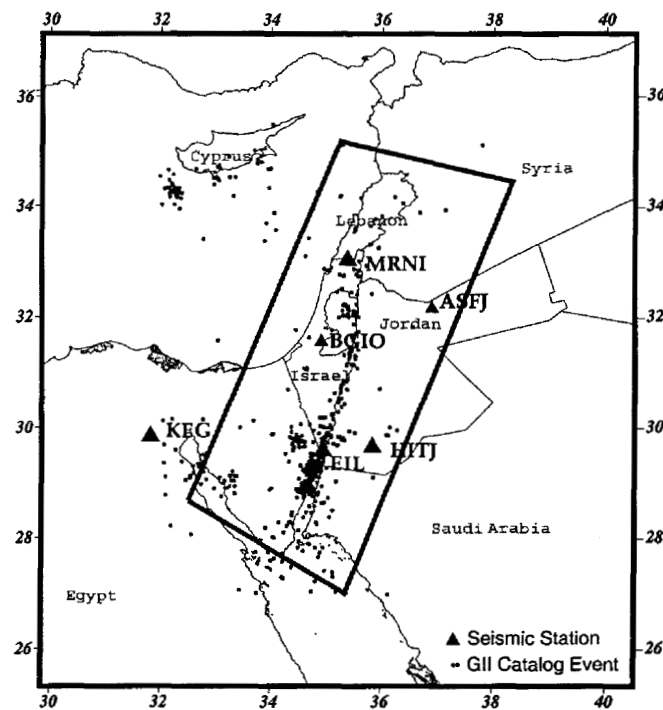 30 32 34 36 38 40
36 36
Cyprus
Syria
34 34
Lebanon
MRNI
ASFJ
32 32
Jordan
BGIO
Israel
30 30
KEG
EIL
HITJ
28 28
Saudi Arabia
Egypt
26 26
Seismic Station
GII Catalog Event
30 32 34 36 38 40